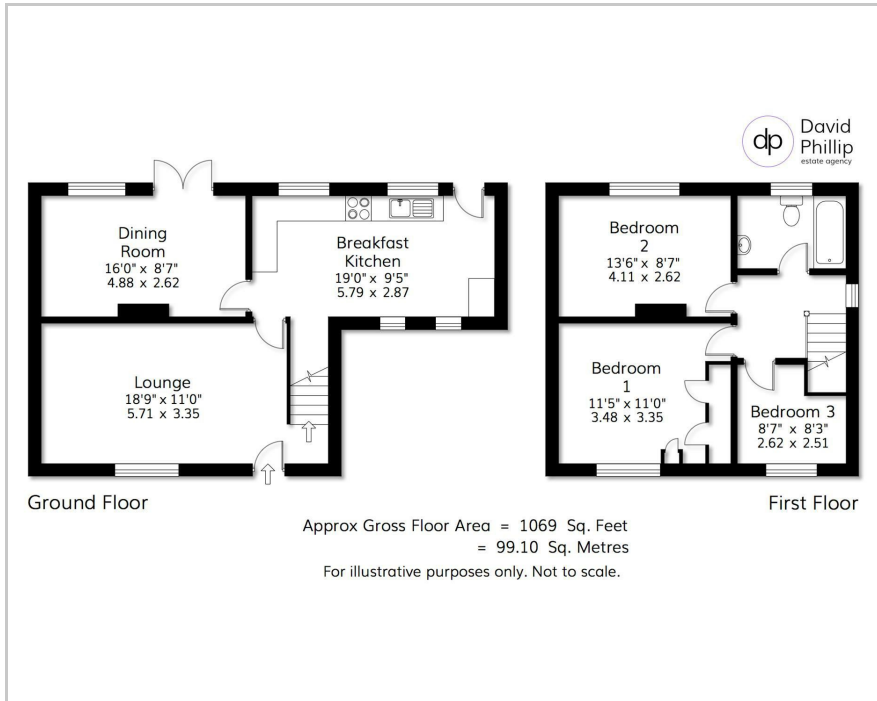 dp
David
Phillip
estate agency
Dining
Room
16'0" x 8'7"
4.88 x 2.62
Breakfast
Kitchen
19'0" x 9'5"
5.79 x 2.87
Lounge
18'9" x 11'0"
5.71 x 3.35
Bedroom
2
13'6" x 8'7"
4.11 x 2.62
Bedroom
1
11'5" x 11'0"
3.48 x 3.35
Bedroom 3
8'7" x 8'3"
2.62 x 2.51
Ground Floor
First Floor
Approx Gross Floor Area = 1069 Sq. Feet
= 99.10 Sq. Metres
For illustrative purposes only. Not to scale.